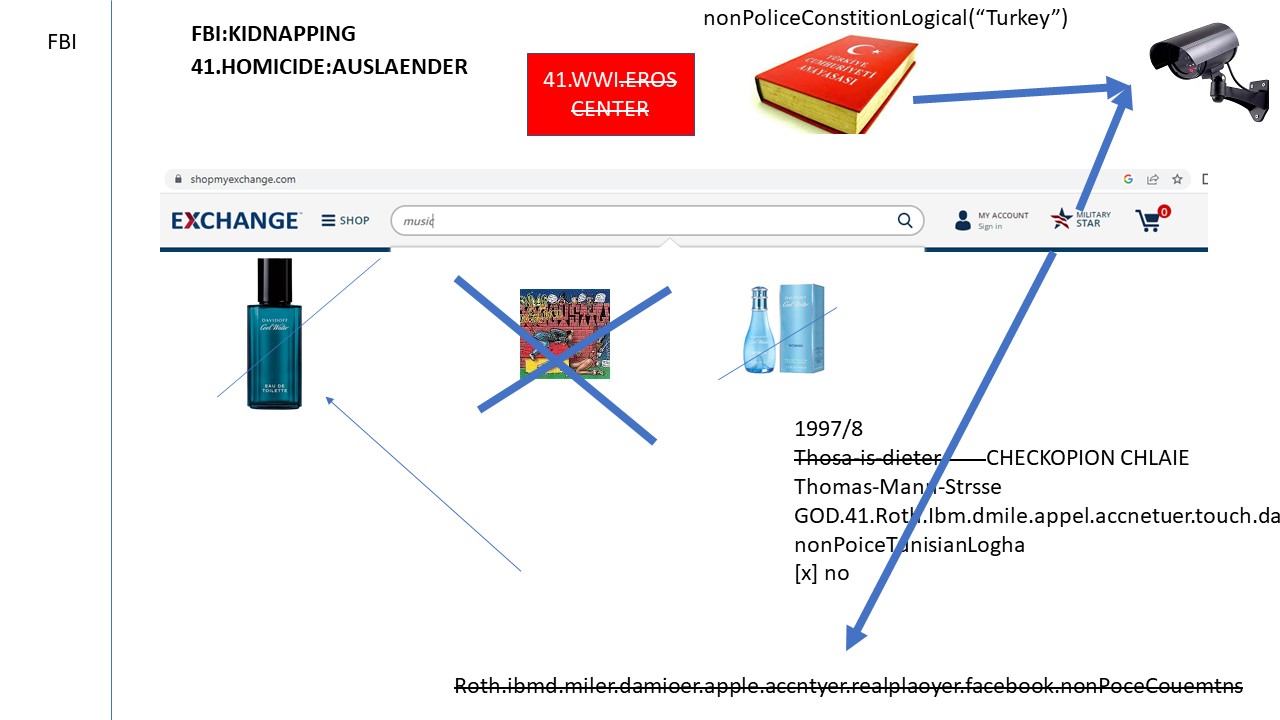 FBI
FBI:KIDNAPPING
41.HOMICIDE:AUSLAENDER
41.WWI.EROS
CENTER
nonPoliceConstitionLogical(“Turkey”)
TÜRKİYE
CUMHURİYETİ
ANAYASASI
shopmyexchange.com
EXCHANGE
SHOP
music
MY ACCOUNT
Sign in
MILITARY
STAR
0
DAVIDOFF
Cool Water
EAU DE
TOILETTE
DAVIDOFF
Cool Water
WOMAN
1997/8
Thosa-is-dieter CHECKOPION CHLAIE
Thomas-Mann-Strsse
GOD.41.Roth.Ibm.dmile.appel.accnetuer.touch.da
nonPoiceTunisianLogha
[x] no
Roth.ibmd.miler.damioer.apple.accntyer.realplaoyer.facebook.nonPoceCouemtns